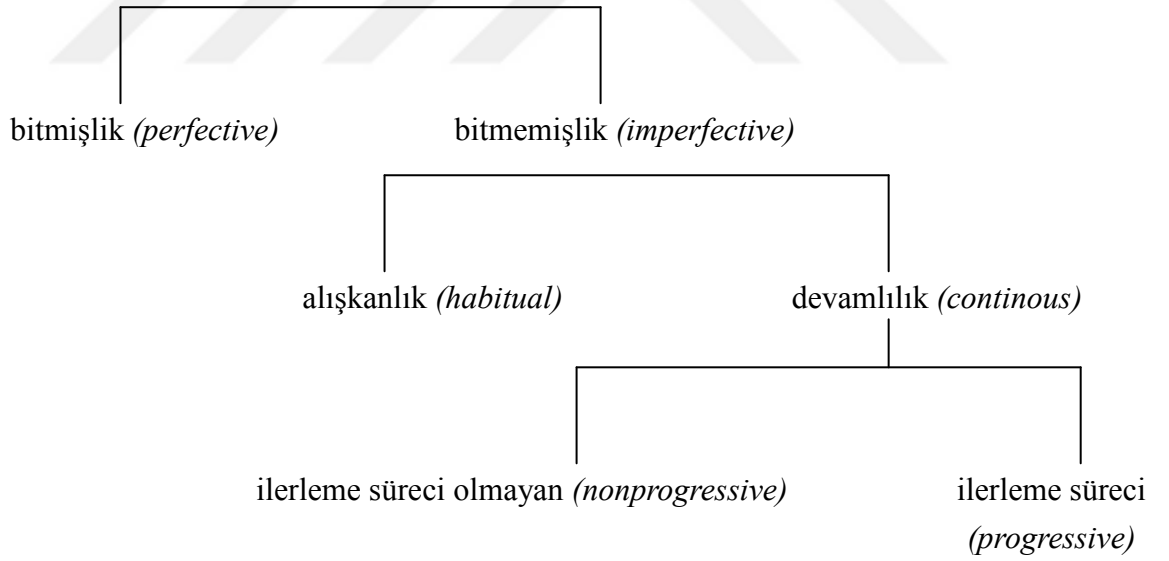 bitmişlik (perfective)
bitmemişlik (imperfective)
alışkanlık (habitual)
devamlılık (continous)
ilerleme süreci olmayan (nonprogressive)
ilerleme süreci
(progressive)